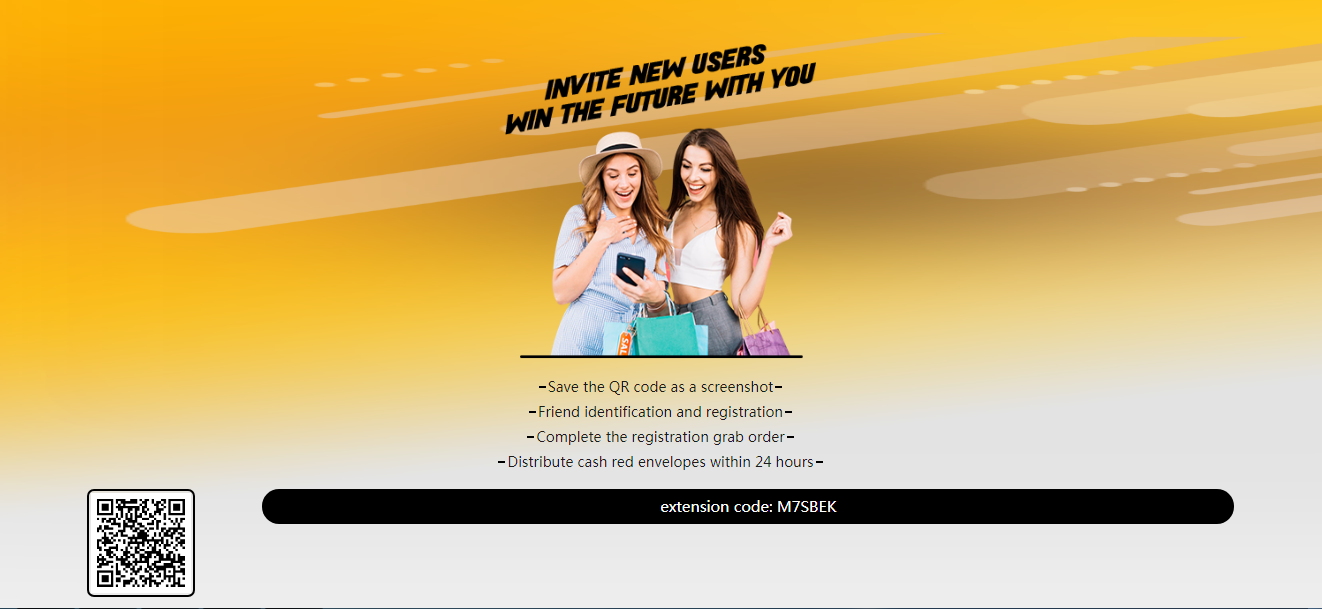 INVITE NEW USERS
WIN THE FUTURE WITH YOU
SALE
-Save the QR code as a screenshot-
-Friend identification and registration-
-Complete the registration grab order-
-Distribute cash red envelopes within 24 hours-
extension code: M7SBEK